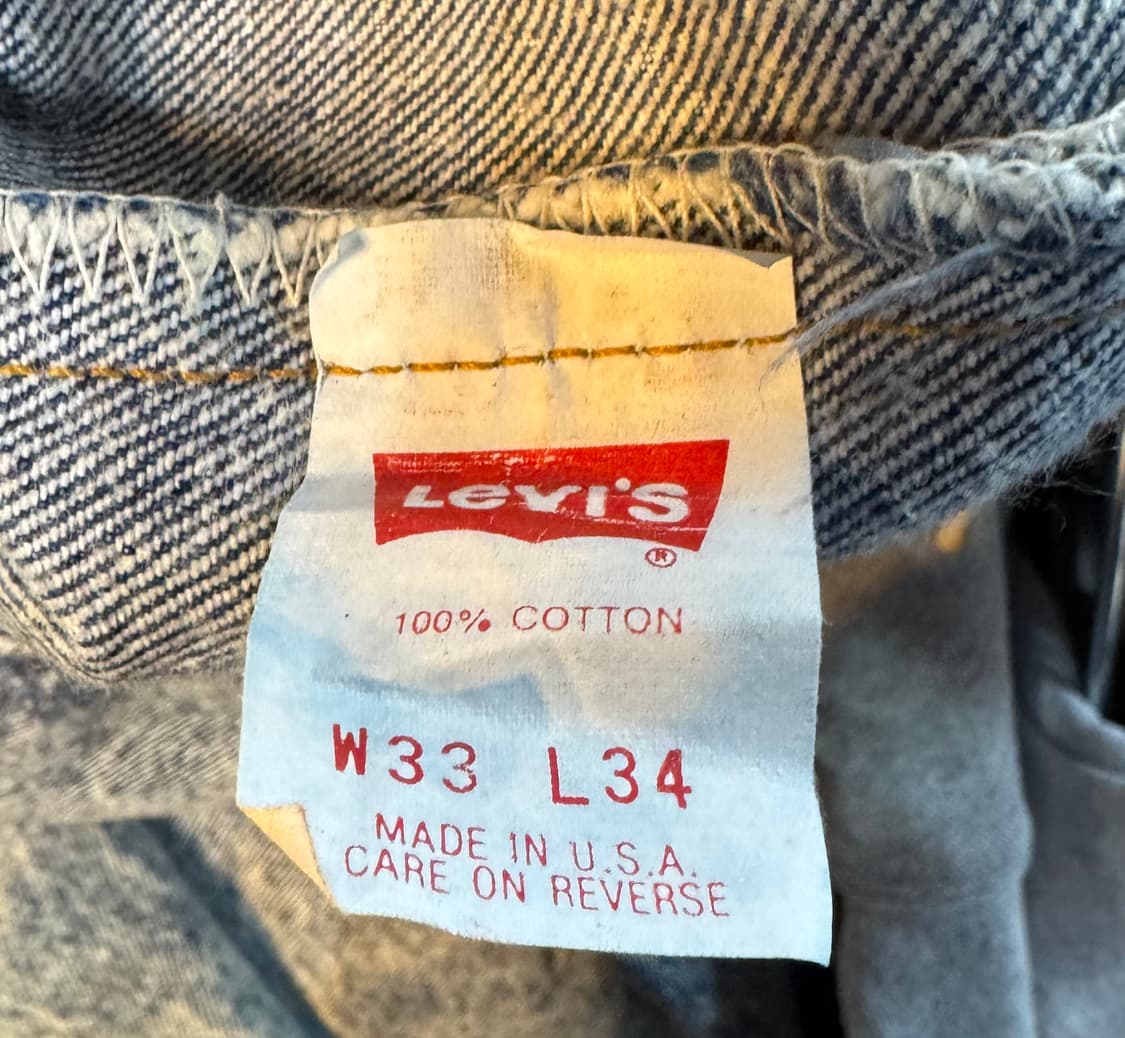 LEVI'S
®
100% COTTON
W33 L34
MADE IN U.S.A.
CARE ON REVERSE